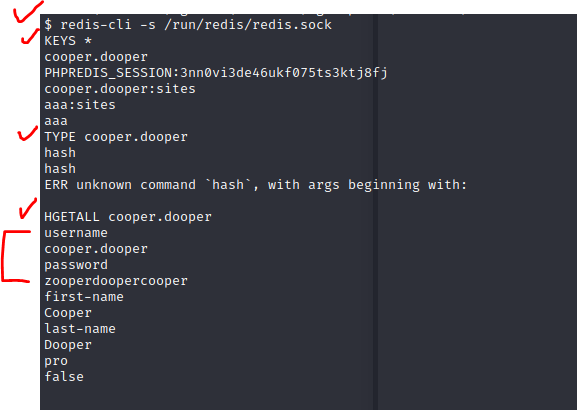 $ redis-cli -s /run/redis/redis.sock
KEYS *
cooper.dooper
PHPREDIS_SESSION:3nn0vi3de46ukf075ts3ktj8fj
cooper.dooper:sites
aaa:sites
aaa
TYPE cooper.dooper
hash
hash
ERR unknown command `hash`, with args beginning with:
HGETALL cooper.dooper
username
cooper.dooper
password
zooperdoopercooper
first-name
Cooper
last-name
Dooper
pro
false